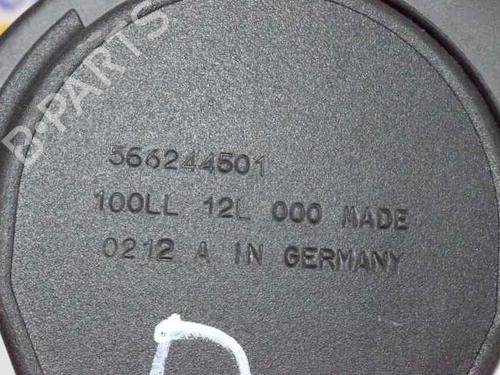 B-PARTS
566244501
100LL 12L 000 MADE
0212 A IN GERMANY